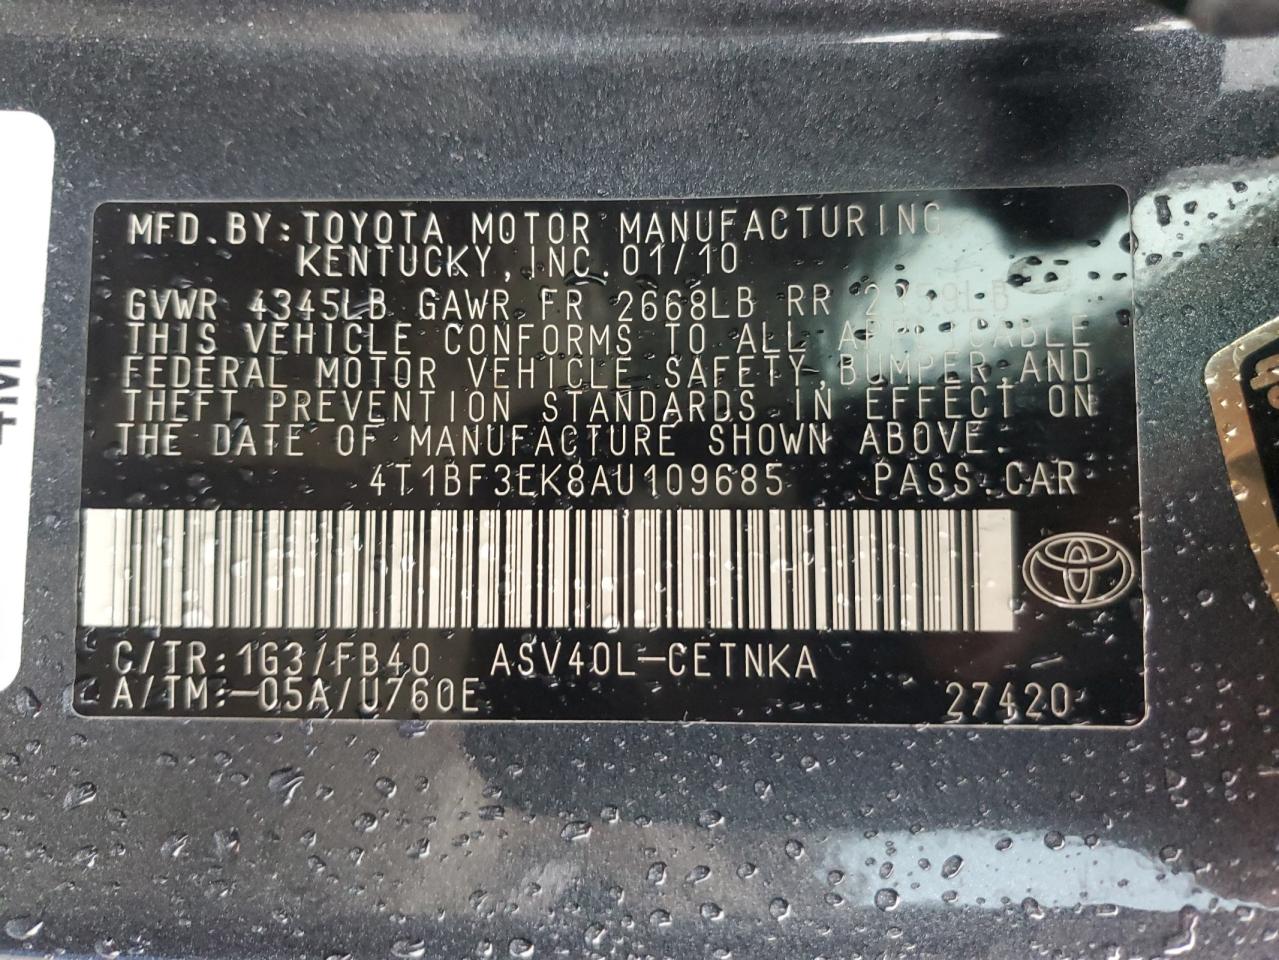 MFD.BY:TOYOTA MOTOR MANUFACTURING
KENTUCKY,INC.01/10
GVWR 4345LB GAWR FR 2668LB RR
THIS VEHICLE CONFORMS TO ALL APPLICABLE
FEDERAL MOTOR VEHICLE SAFETY,BUMPER,AND
THEFT PREVENTION STANDARDS IN EFFECT ON
THE DATE OF MANUFACTURE SHOWN ABOVE.
4T1BF3EK8AU109685 PASS.CAR
C/TR:1G3/FB40 ASV40L-CETNKA
A/TM:-05A/U760E 27420